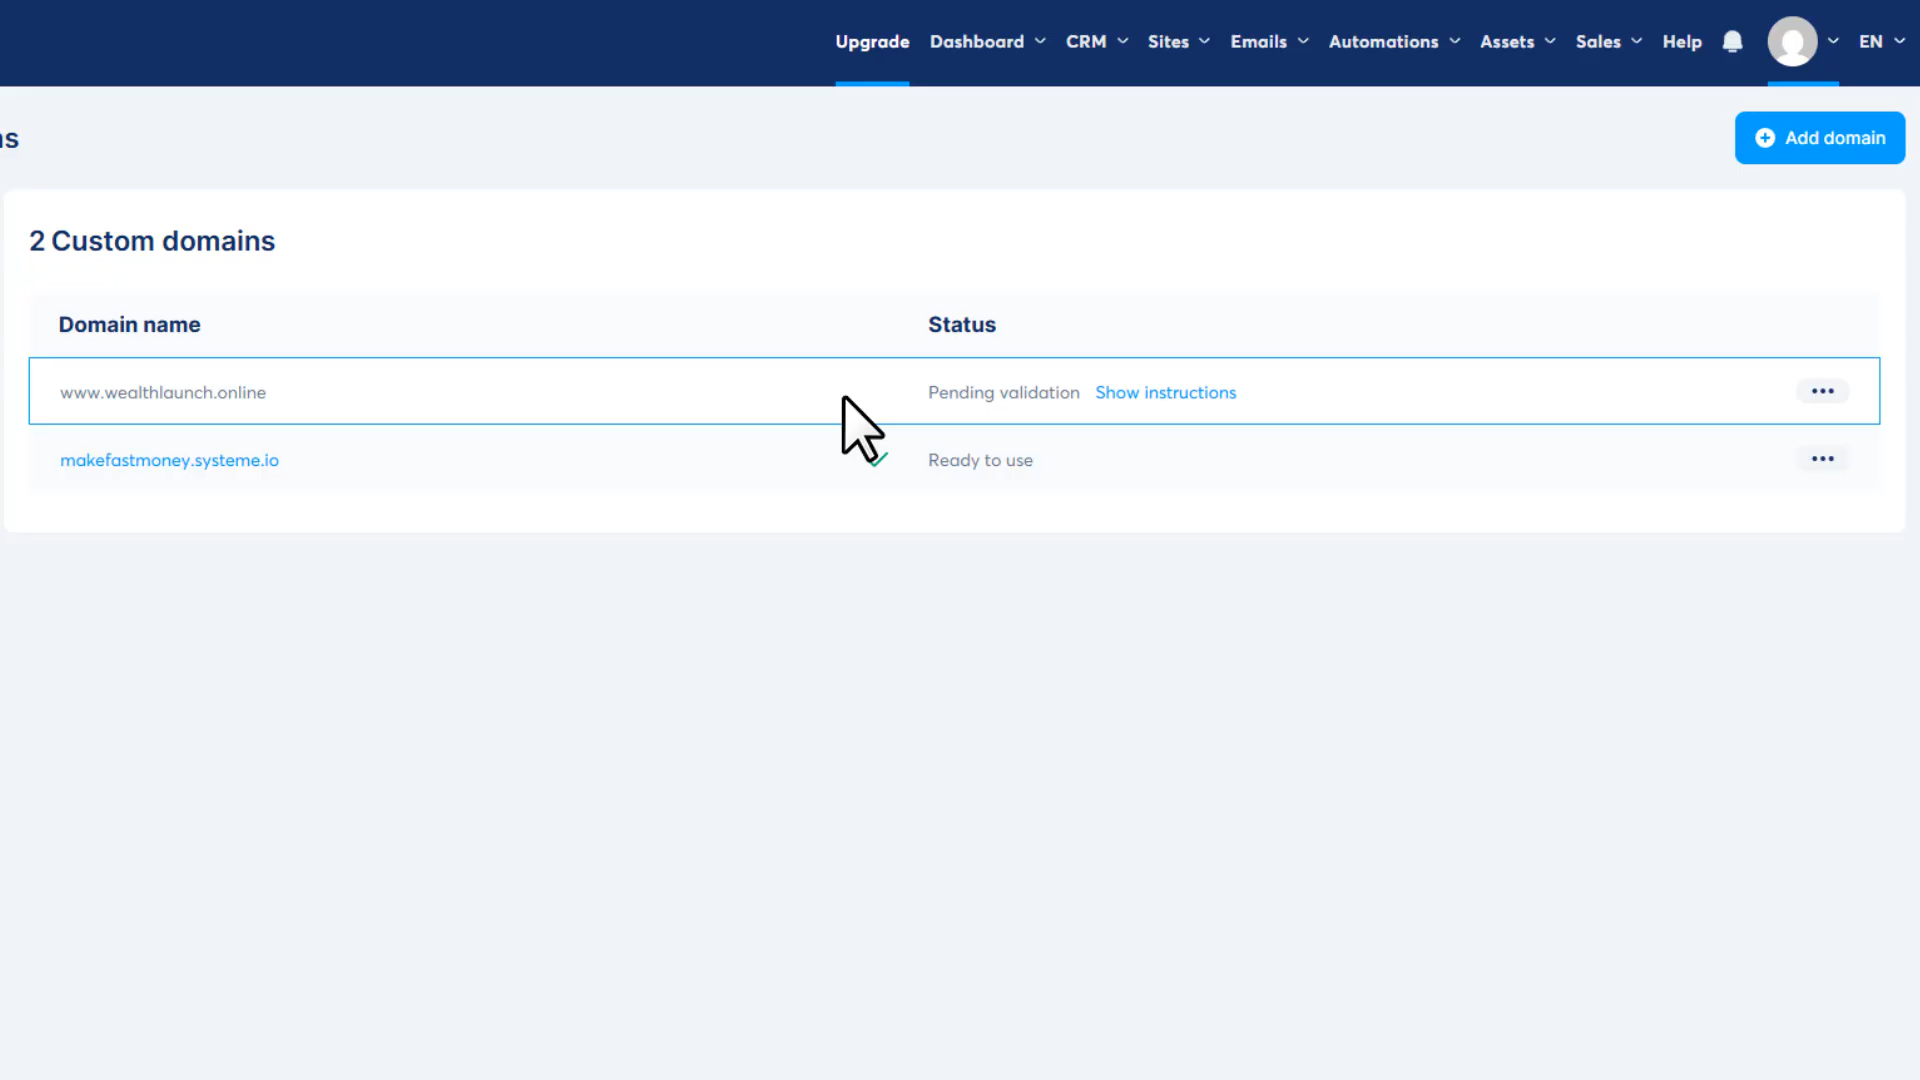 Upgrade Dashboard CRM Sites Emails Automations Assets Sales Help EN
Add domain
2 Custom domains
Domain name Status
www.wealthlaunch.online Pending validation Show instructions
makefastmoney.systeme.io Ready to use